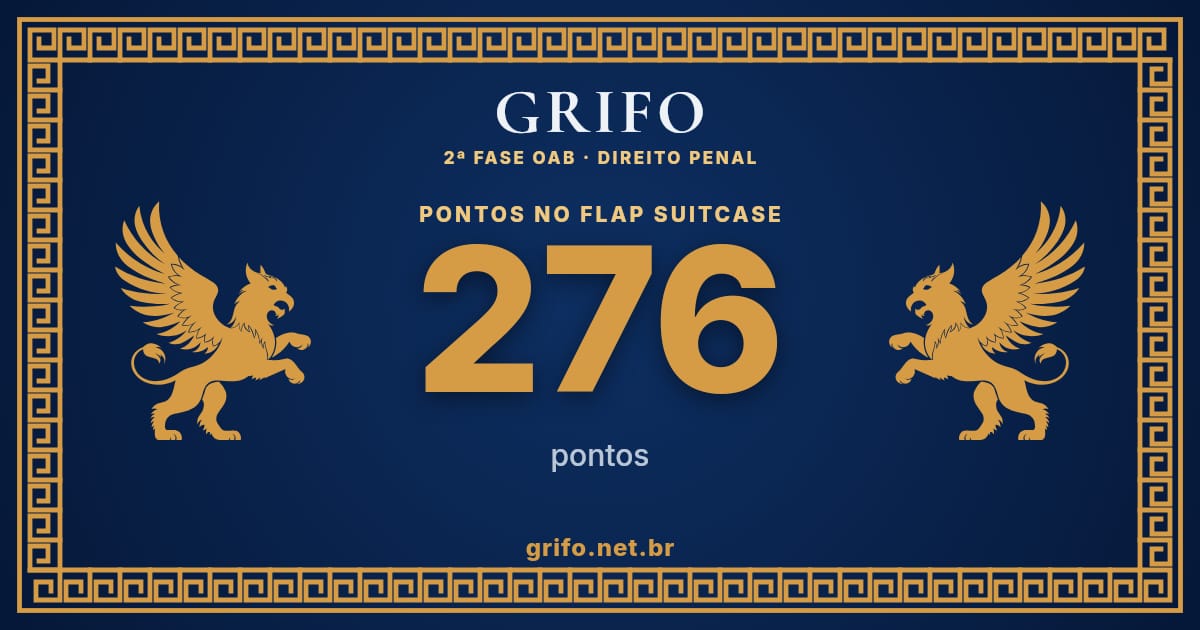 GRIFO
2ª FASE OAB · DIREITO PENAL
PONTOS NO FLAP SUITCASE
276
pontos
grifo.net.br